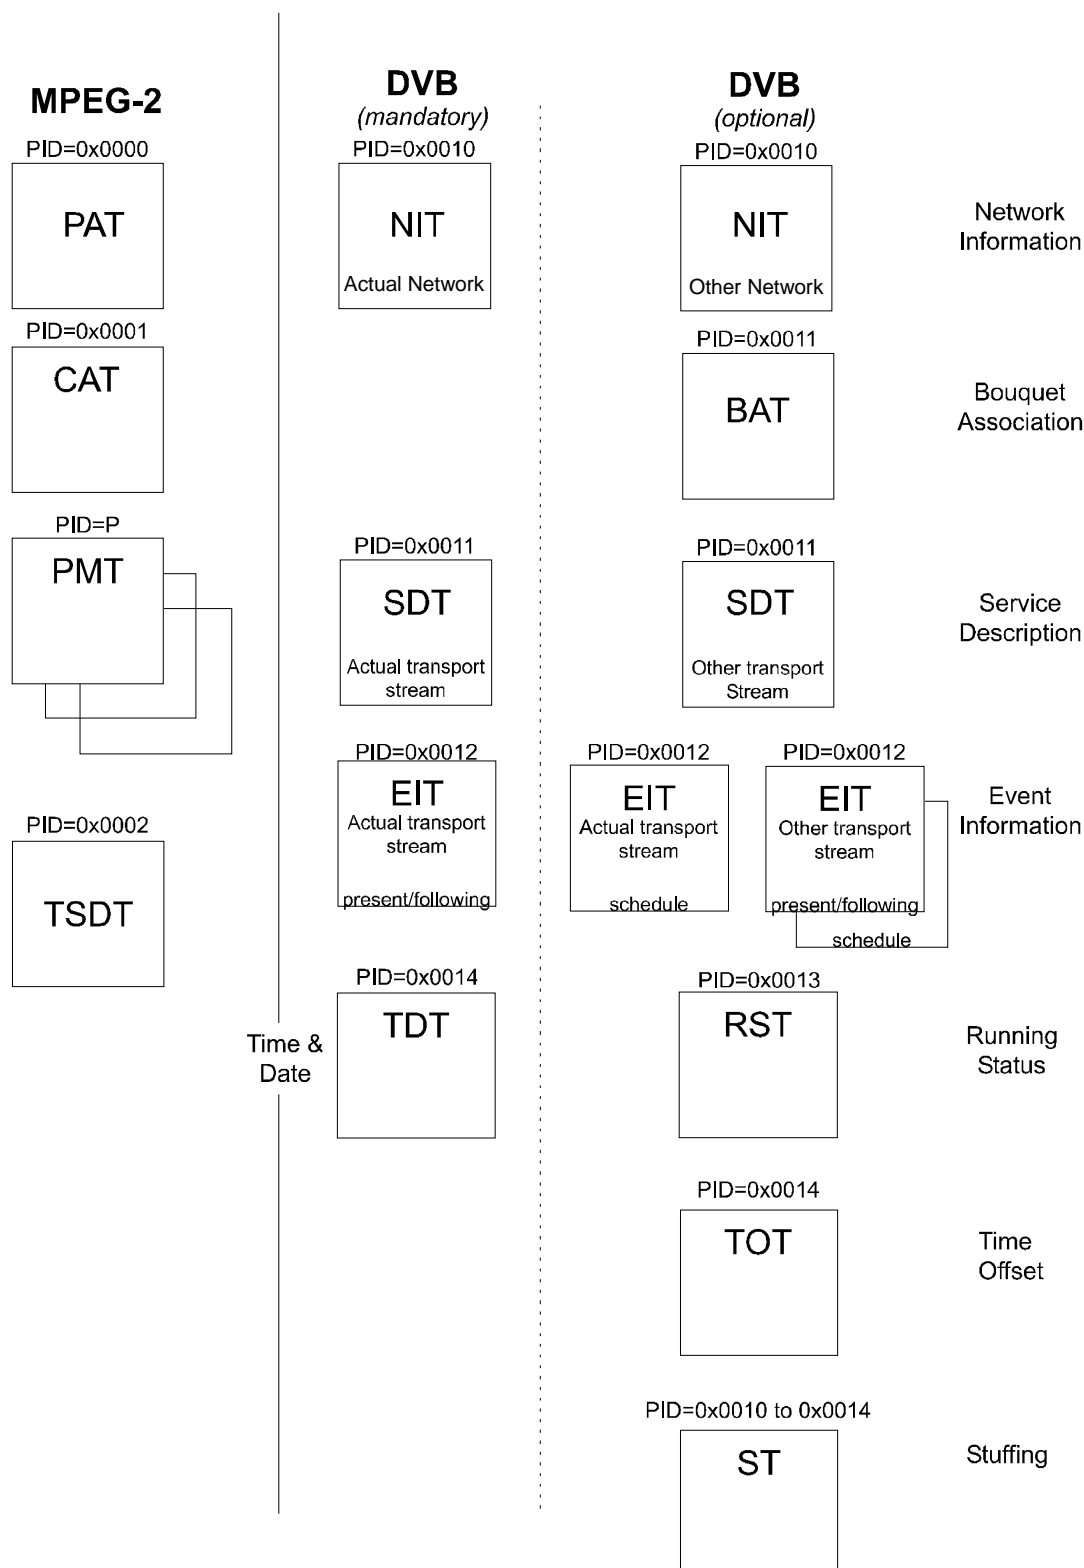 MPEG-2
DVB
(mandatory)
DVB
(optional)
PID=0x0000
PAT
PID=0x0010
NIT
Actual Network
PID=0x0010
NIT
Other Network
Network
Information
PID=0x0001
CAT
PID=0x0011
BAT
Bouquet
Association
PID=P
PMT
PID=0x0011
SDT
Actual transport
stream
PID=0x0011
SDT
Other transport
Stream
Service
Description
PID=0x0002
TSDT
PID=0x0012
EIT
Actual transport
stream
present/following
PID=0x0012
EIT
Actual transport
stream
schedule
PID=0x0012
EIT
Other transport
stream
present/following
schedule
Event
Information
Time &
Date
PID=0x0014
TDT
PID=0x0013
RST
Running
Status
PID=0x0014
TOT
Time
Offset
PID=0x0010 to 0x0014
ST
Stuffing